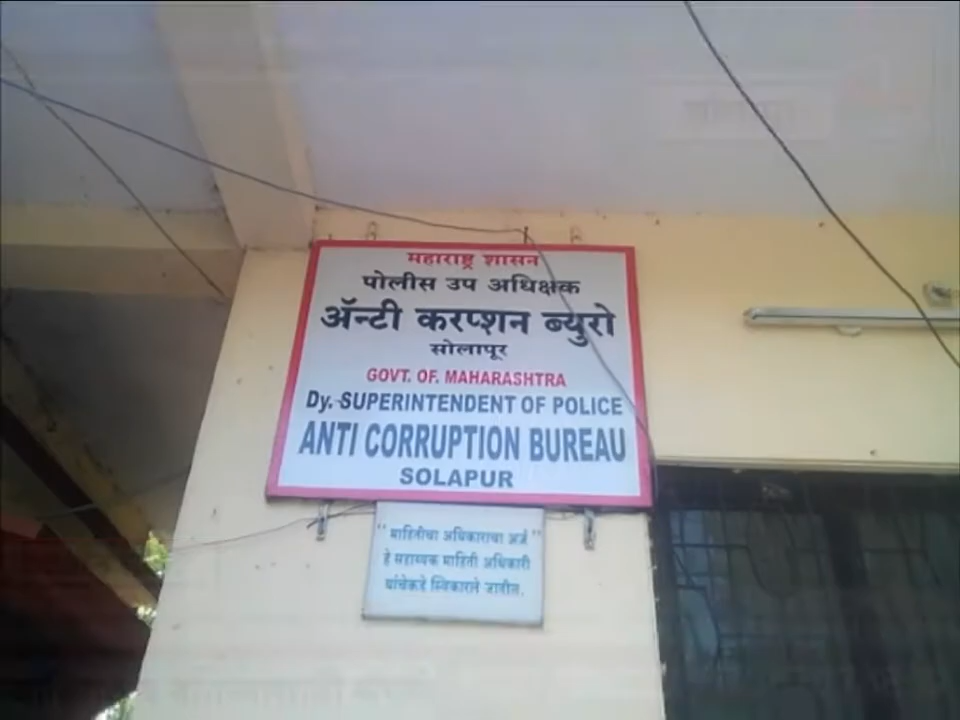 महाराष्ट्र शासन
पोलीस उप अधिक्षक
ॲन्टी करप्शन ब्युरो
सोलापूर
GOVT. OF. MAHARASHTRA
Dy. SUPERINTENDENT OF POLICE
ANTI CORRUPTION BUREAU
SOLAPUR
"माहितीचा अधिकाराचा अर्ज"
हे सहाय्यक माहिती अधिकारी
यांचेकडे स्विकारले जातील.